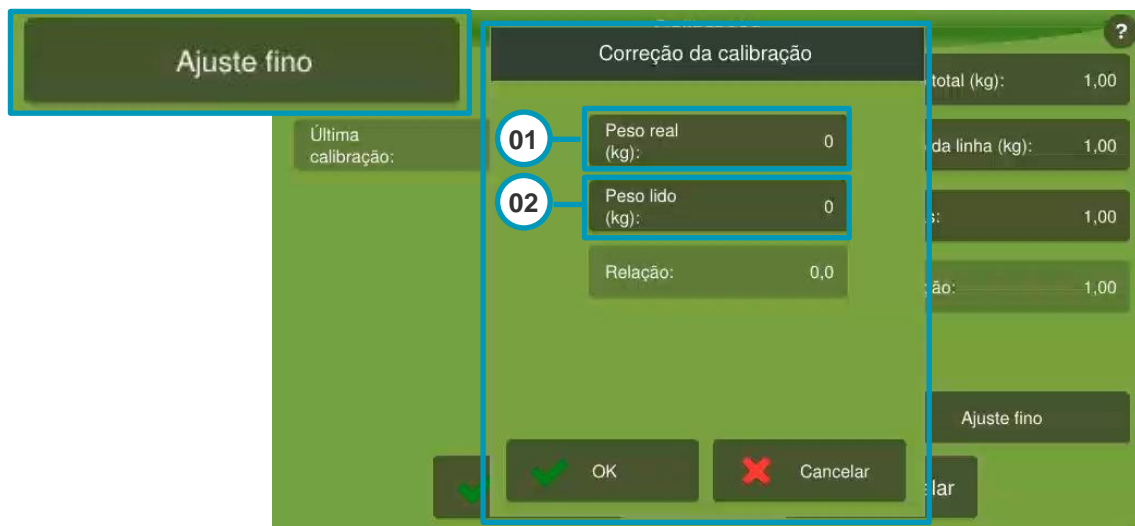 Ajuste fino
?
Correção da calibração
total (kg): 1,00
Última
calibração:
01
Peso real
(kg): 0
da linha (kg): 1,00
02
Peso lido
(kg): 0
s: 1,00
Relação: 0,0
ão: 1,00
Ajuste fino
OK
Cancelar
lar